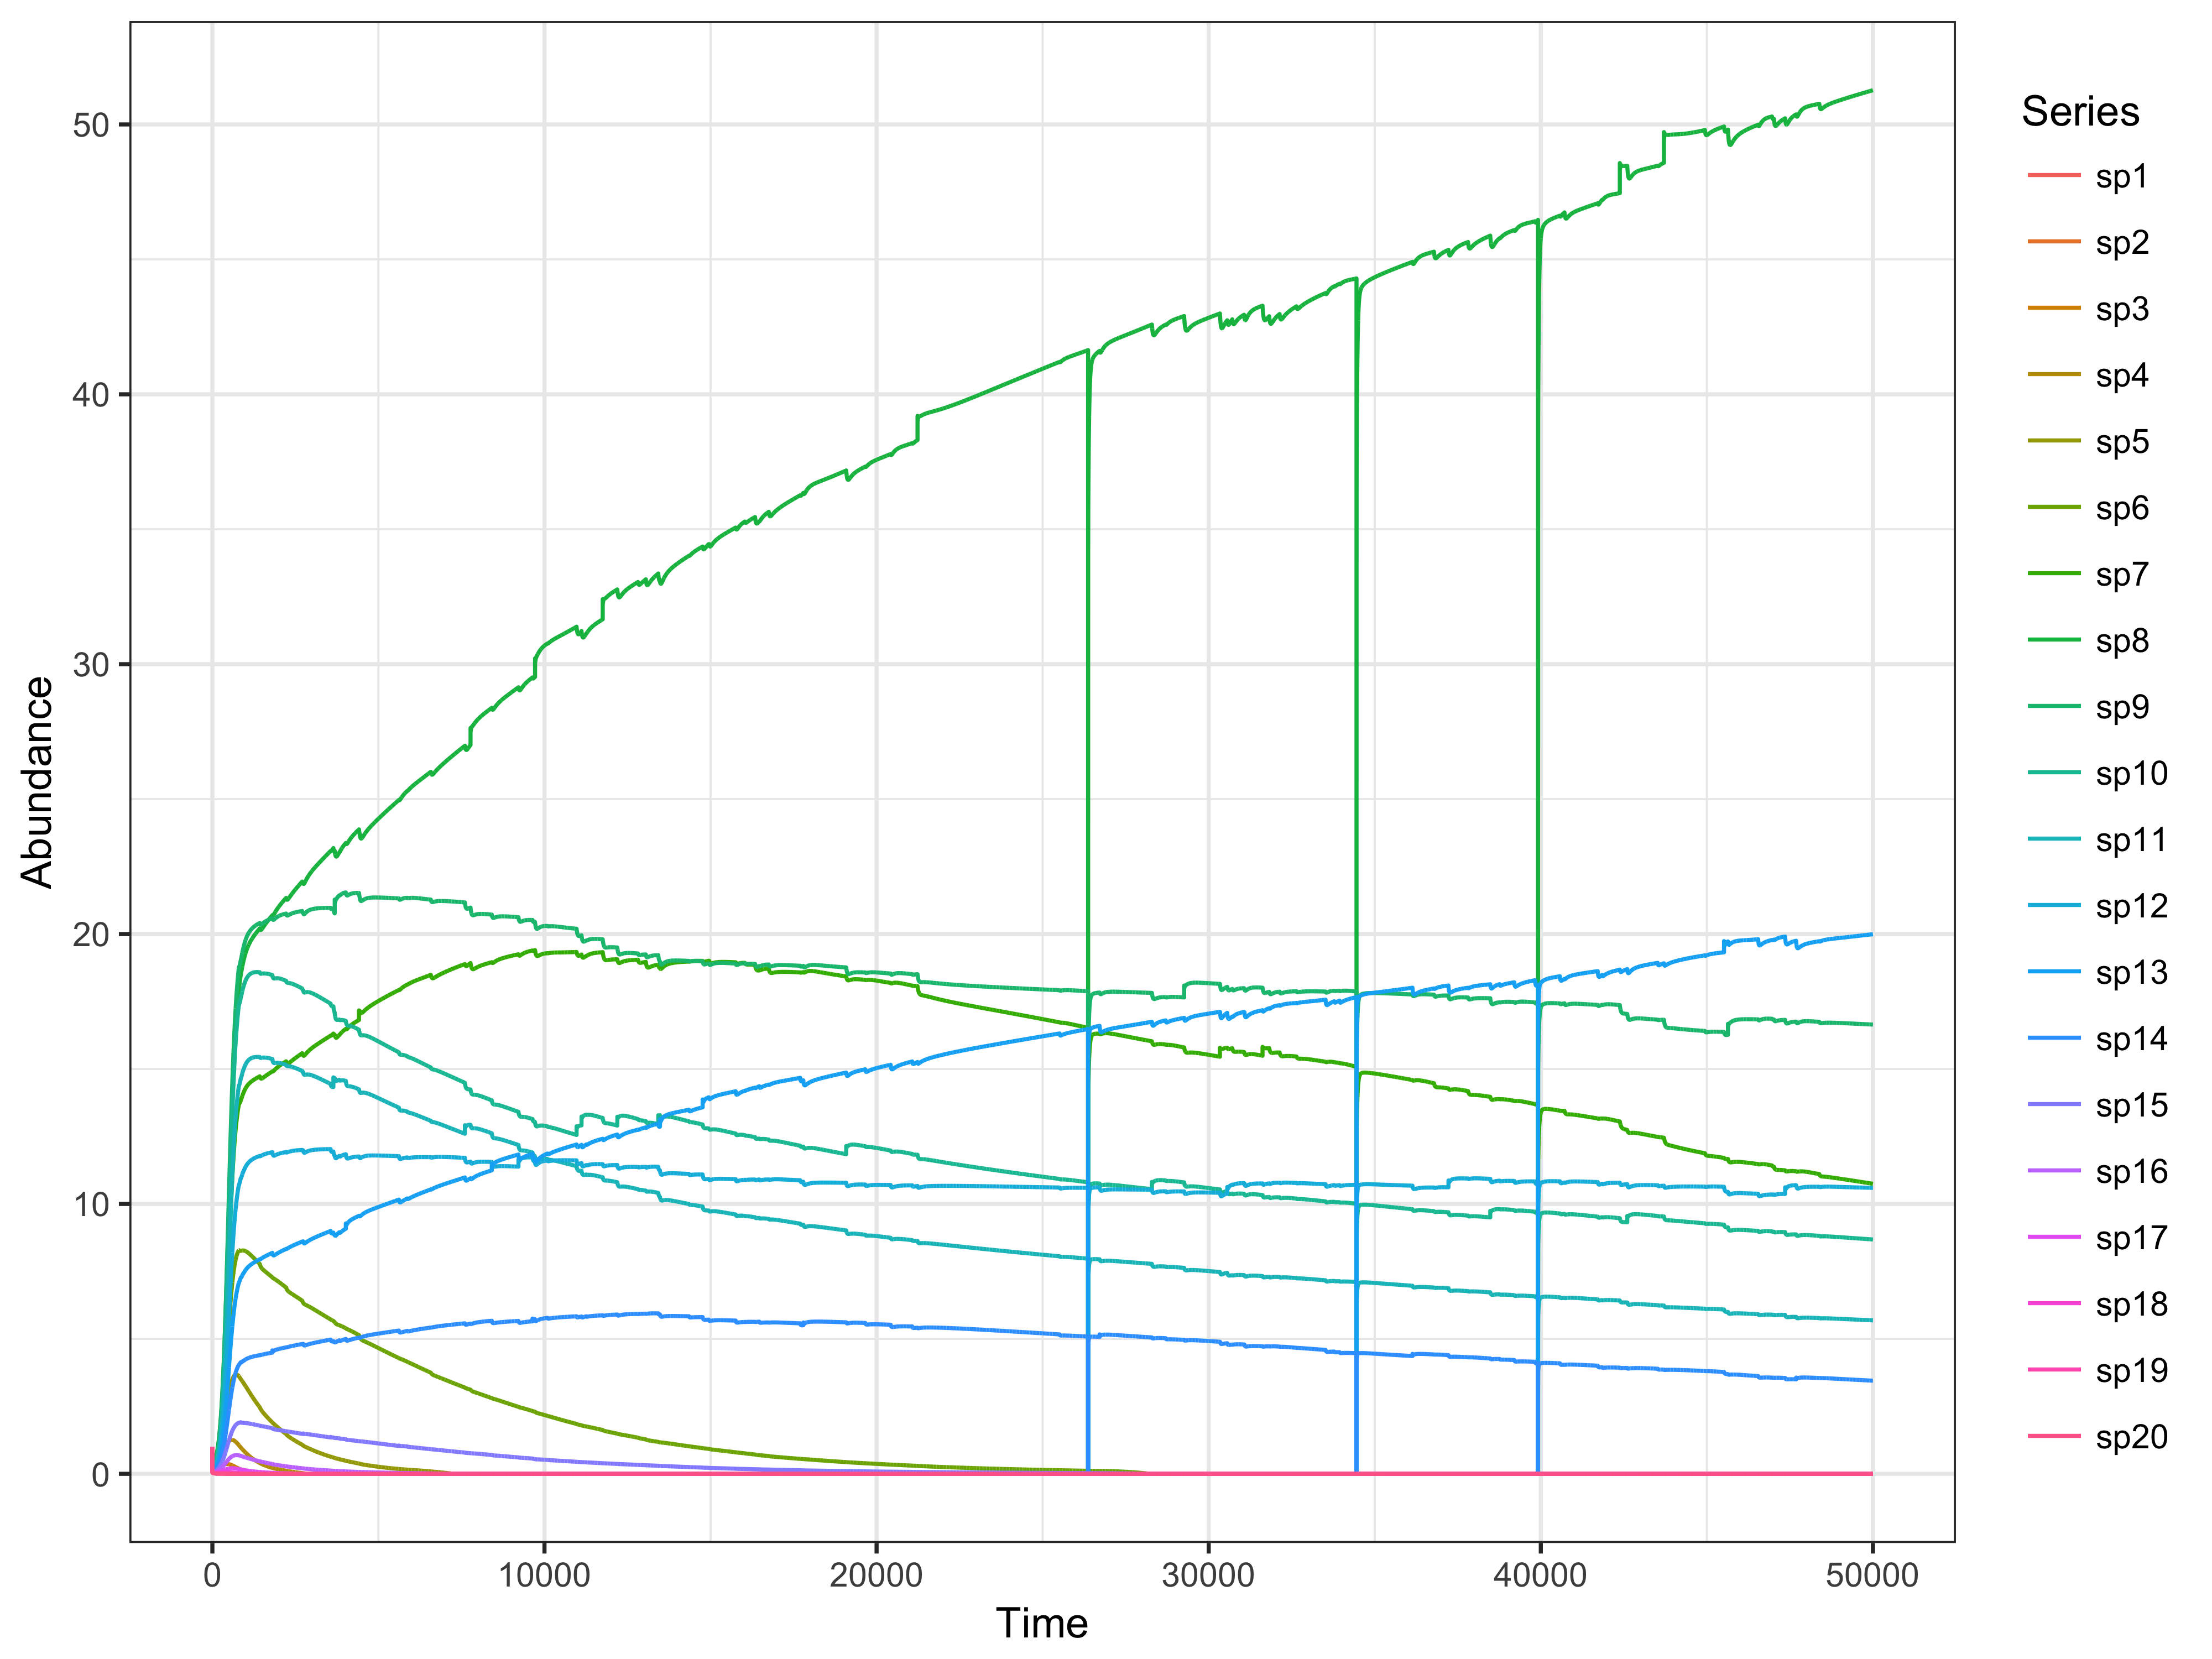 Abundance
50
40
30
20
10
0
0 10000 20000 30000 40000 50000
Time
Series
sp1
sp2
sp3
sp4
sp5
sp6
sp7
sp8
sp9
sp10
sp11
sp12
sp13
sp14
sp15
sp16
sp17
sp18
sp19
sp20